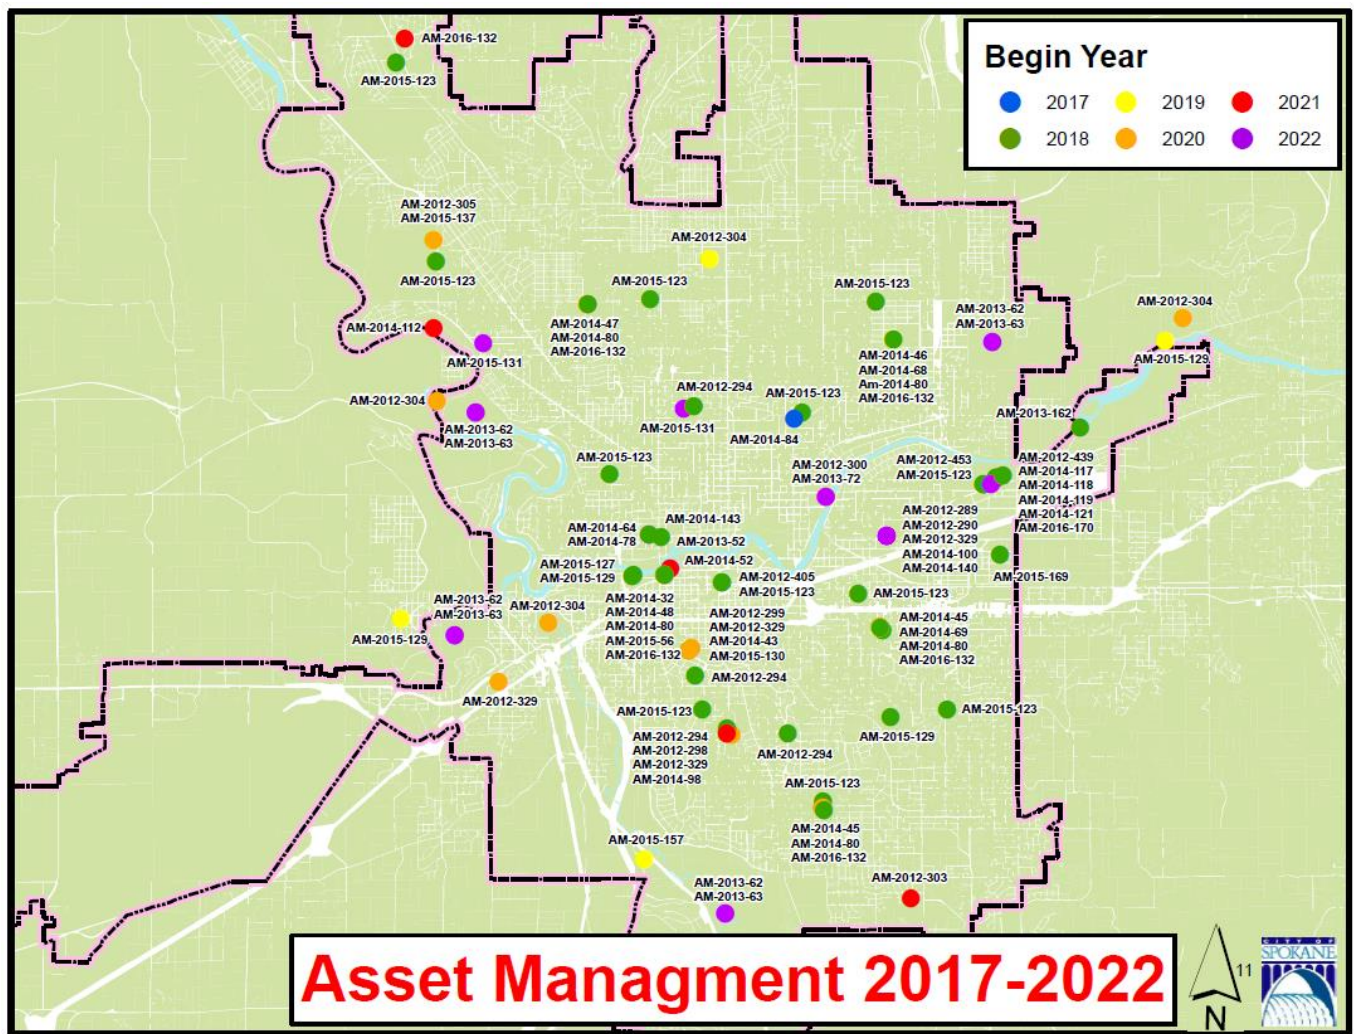 AM-2016-132
AM-2015-123
Begin Year
2017
2019
2021
2018
2020
2022
AM-2012-305
AM-2015-137
AM-2015-123
AM-2012-304
AM-2015-123
AM-2015-123
AM-2014-47
AM-2014-80
AM-2016-132
AM-2014-112
AM-2015-131
AM-2013-62
AM-2013-63
AM-2012-304
AM-2015-129
AM-2014-46
AM-2014-68
Am-2014-80
AM-2016-132
AM-2012-304
AM-2013-62
AM-2013-63
AM-2012-294
AM-2015-131
AM-2015-123
AM-2014-84
AM-2013-162
AM-2015-123
AM-2012-300
AM-2013-72
AM-2012-453
AM-2015-123
AM-2012-439
AM-2014-117
AM-2014-118
AM-2014-119
AM-2014-121
AM-2016-170
AM-2012-289
AM-2012-290
AM-2012-329
AM-2014-100
AM-2014-140
AM-2015-169
AM-2014-143
AM-2014-64
AM-2014-78
AM-2013-52
AM-2014-52
AM-2015-127
AM-2015-129
AM-2012-405
AM-2015-123
AM-2015-123
AM-2013-62
AM-2013-63
AM-2015-129
AM-2012-304
AM-2014-32
AM-2014-48
AM-2014-80
AM-2015-56
AM-2016-132
AM-2012-299
AM-2012-329
AM-2014-43
AM-2015-130
AM-2014-45
AM-2014-69
AM-2014-80
AM-2016-132
AM-2012-294
AM-2012-329
AM-2015-123
AM-2015-123
AM-2015-129
AM-2012-294
AM-2012-298
AM-2012-329
AM-2014-98
AM-2012-294
AM-2015-123
AM-2014-45
AM-2014-80
AM-2016-132
AM-2015-157
AM-2013-62
AM-2013-63
AM-2012-303
Asset Managment 2017-2022
11
N
CITY OF
SPOKANE